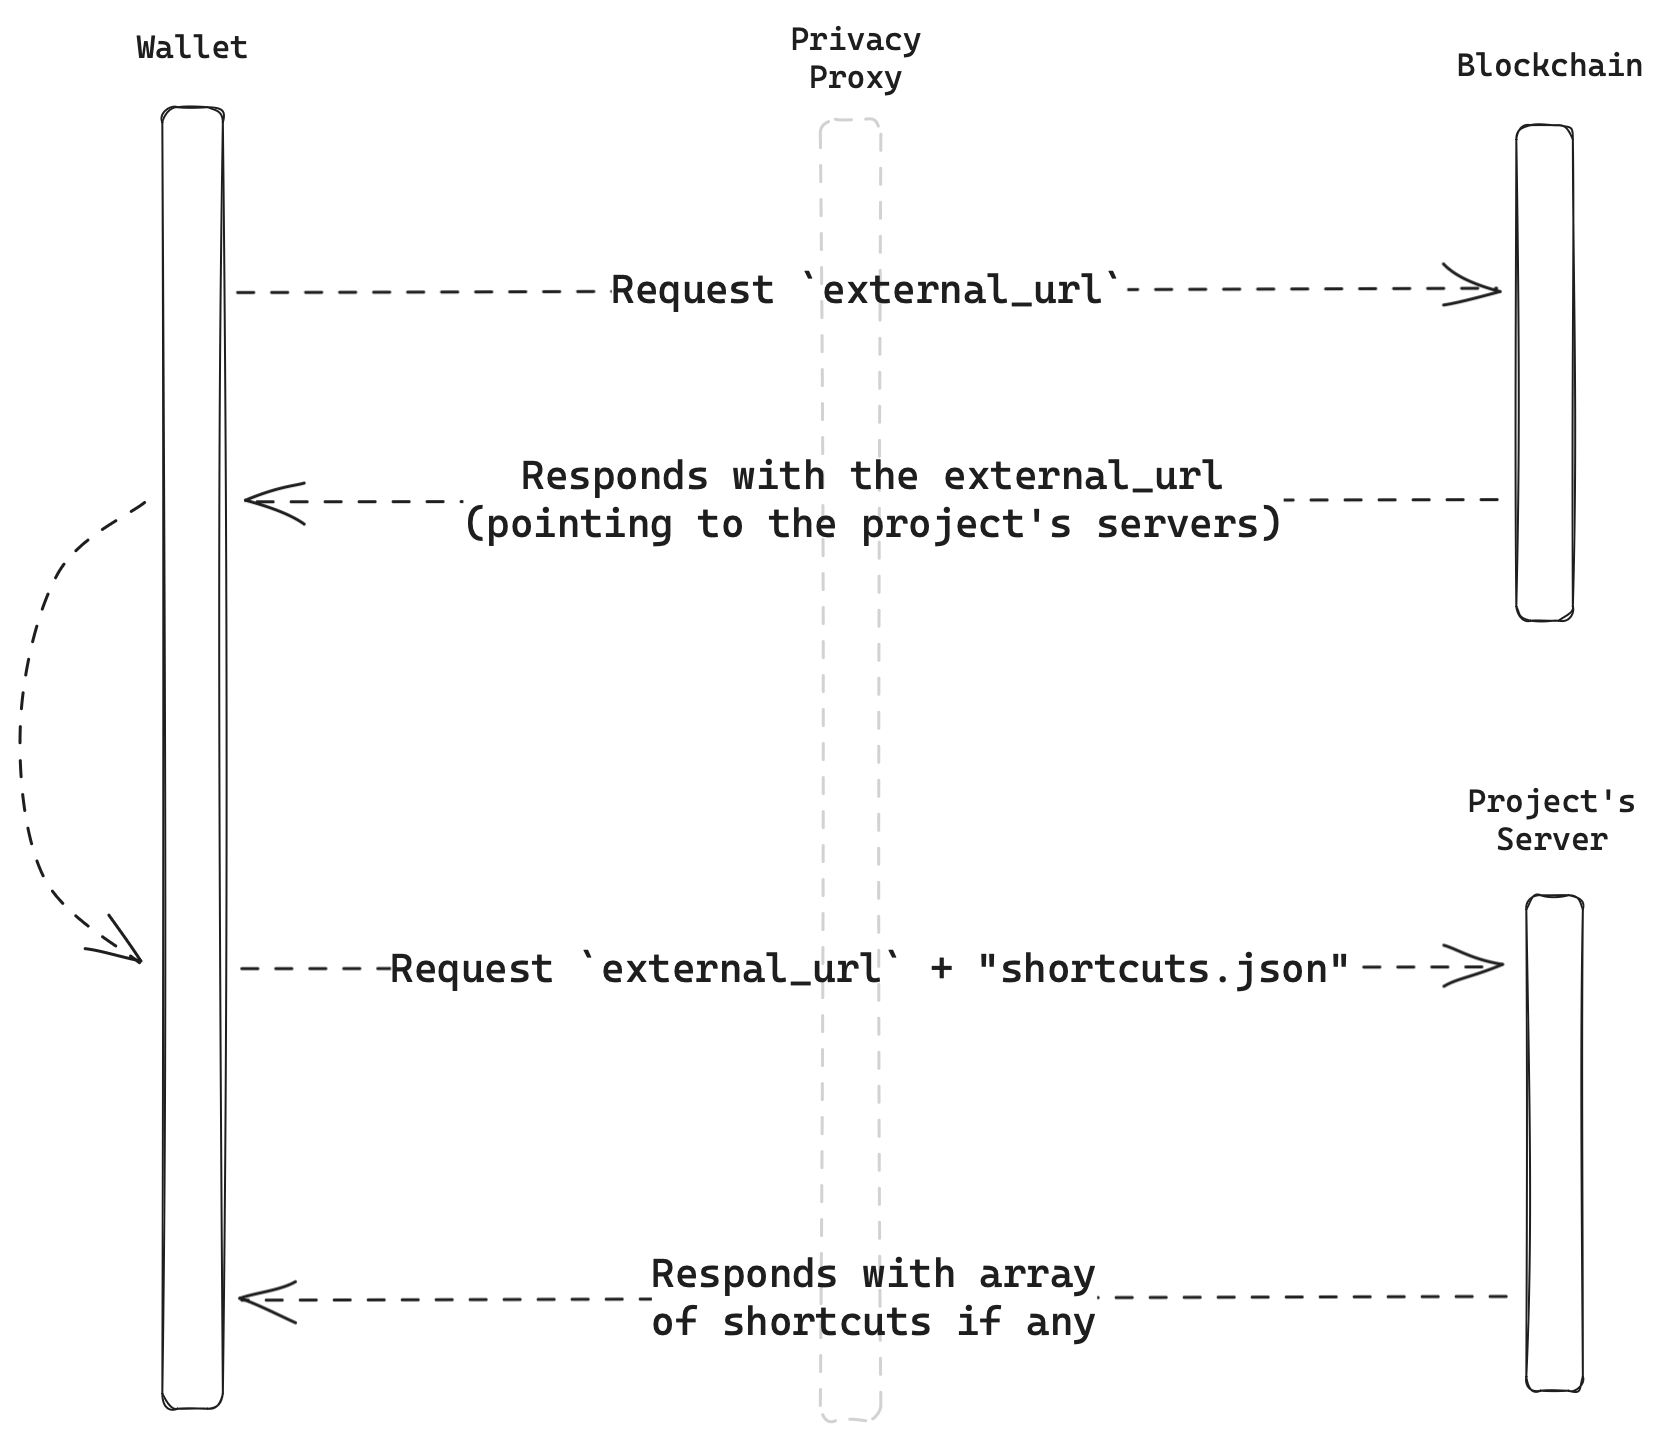 Wallet
Privacy
Proxy
Blockchain
Request `external_url`
Responds with the external_url
(pointing to the project's servers)
Project's
Server
Request `external_url` + "shortcuts.json"
Responds with array
of shortcuts if any